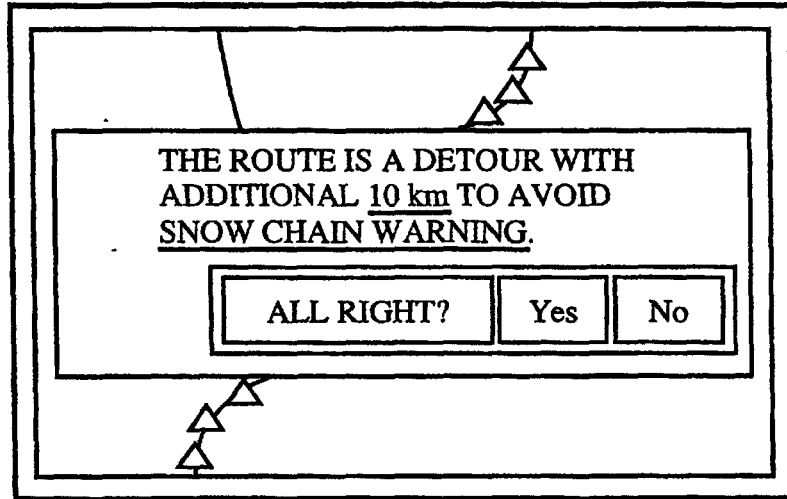 THE ROUTE IS A DETOUR WITH
ADDITIONAL 10 km TO AVOID
SNOW CHAIN WARNING.
ALL RIGHT? Yes No